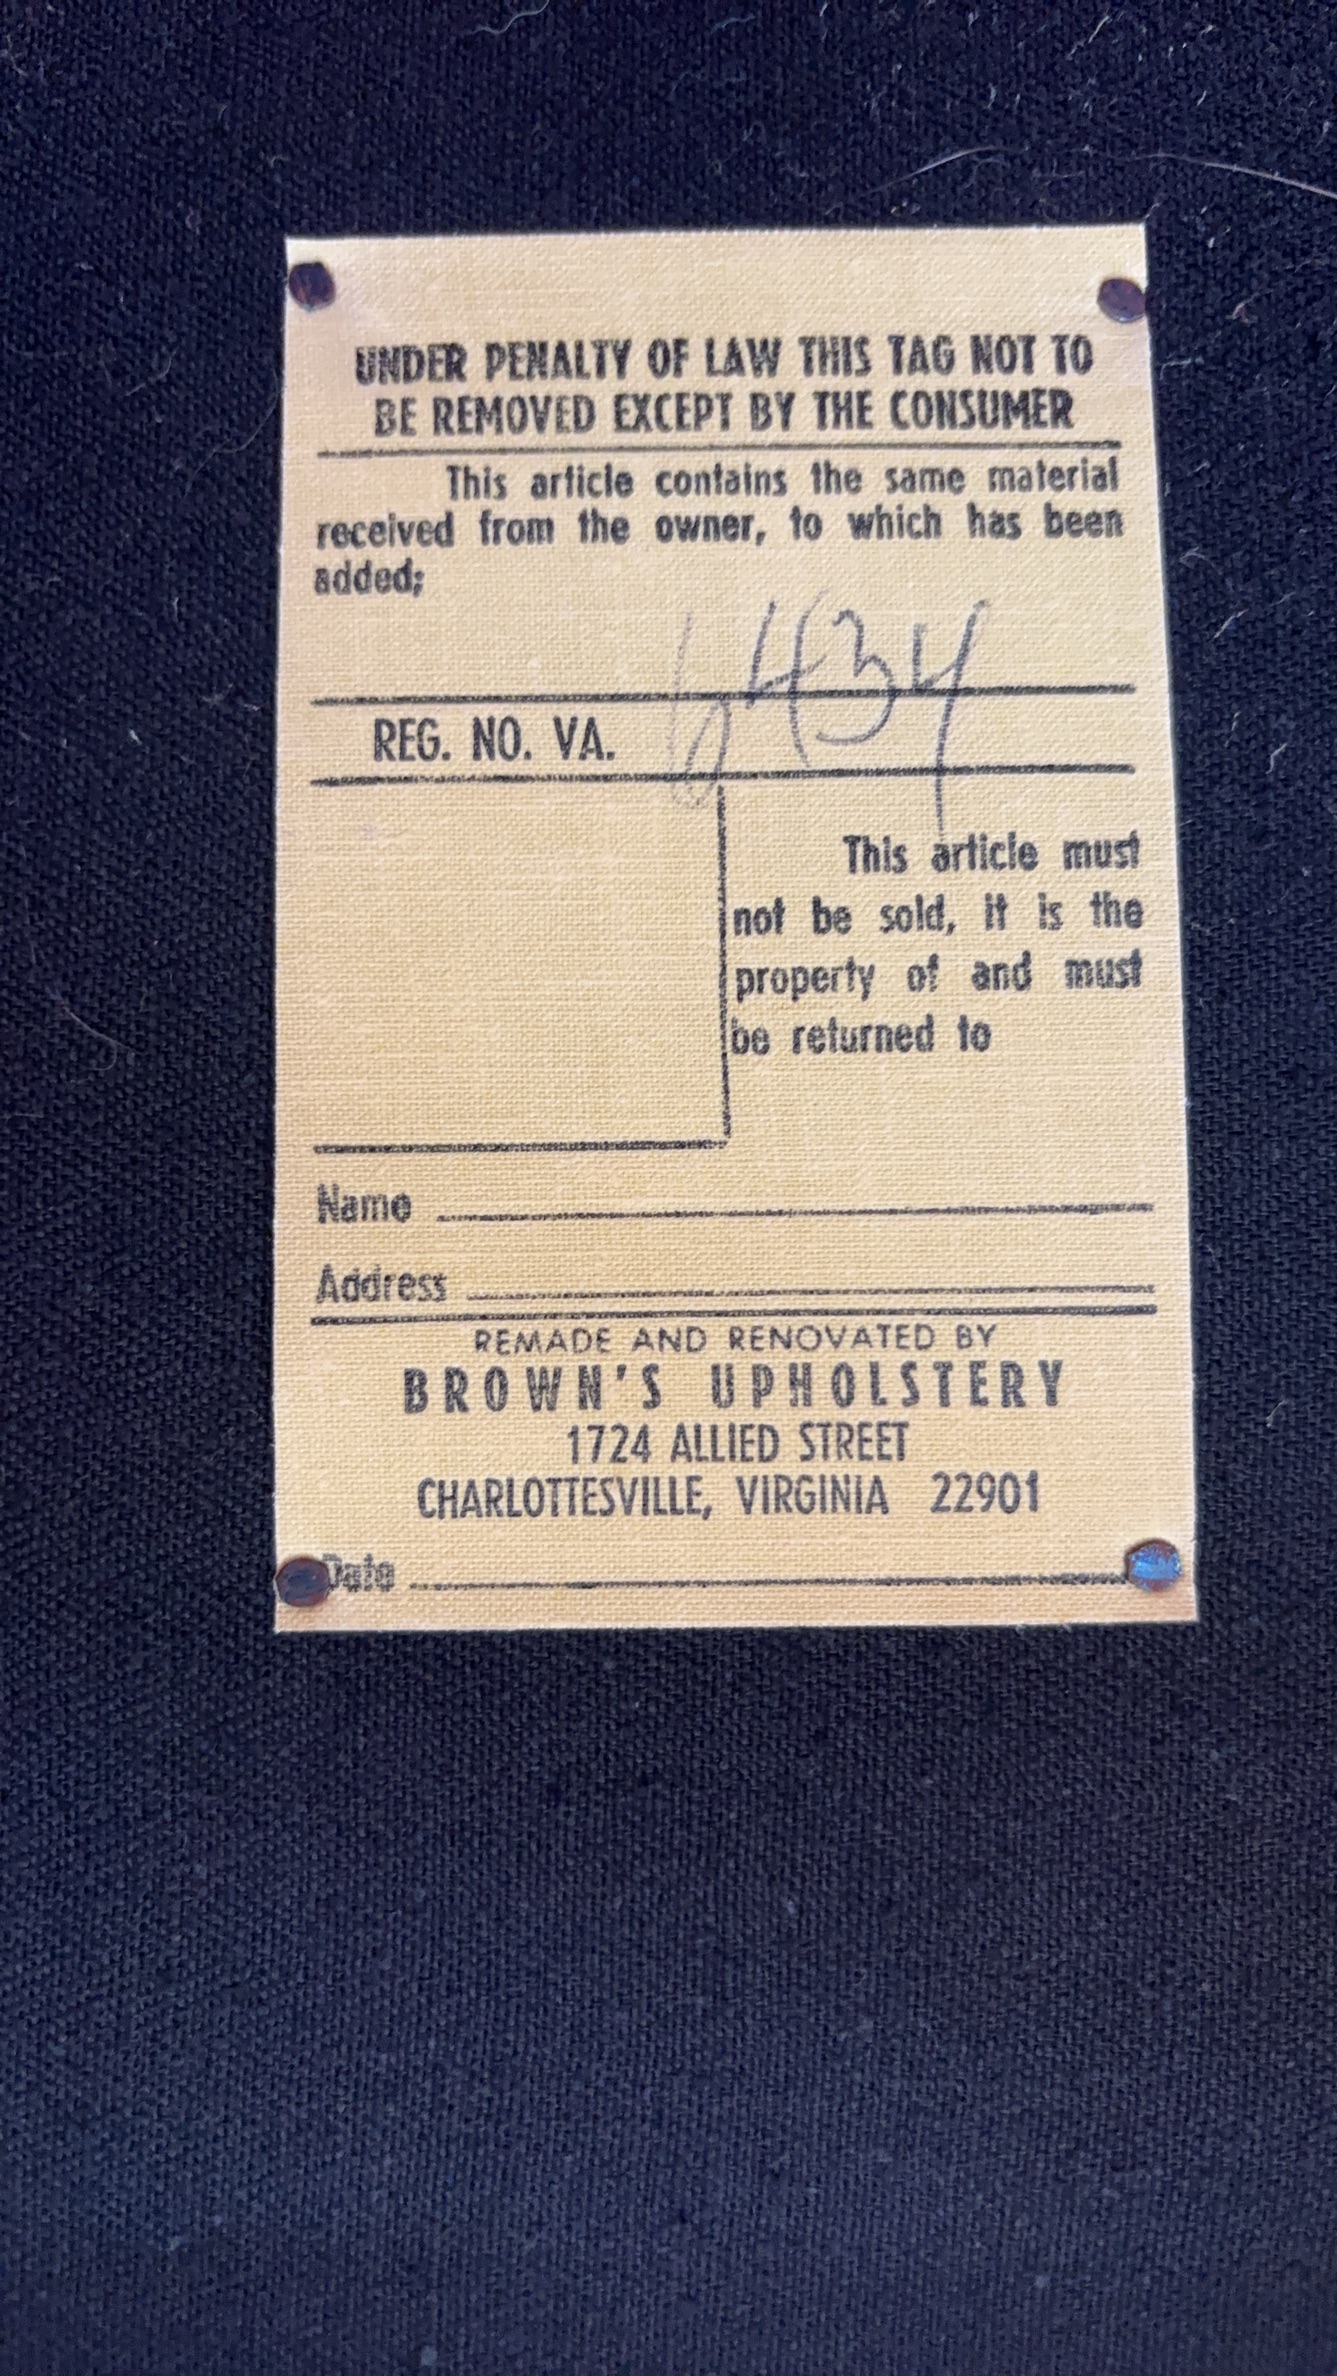 UNDER PENALTY OF LAW THIS TAG NOT TO
BE REMOVED EXCEPT BY THE CONSUMER
This article contains the same material
received from the owner, to which has been
added;
6434
REG. NO. VA.
This article must
not be sold, it is the
property of and must
be returned to
Name
Address
REMADE AND RENOVATED BY
BROWN'S UPHOLSTERY
1724 ALLIED STREET
CHARLOTTESVILLE, VIRGINIA 22901
Date